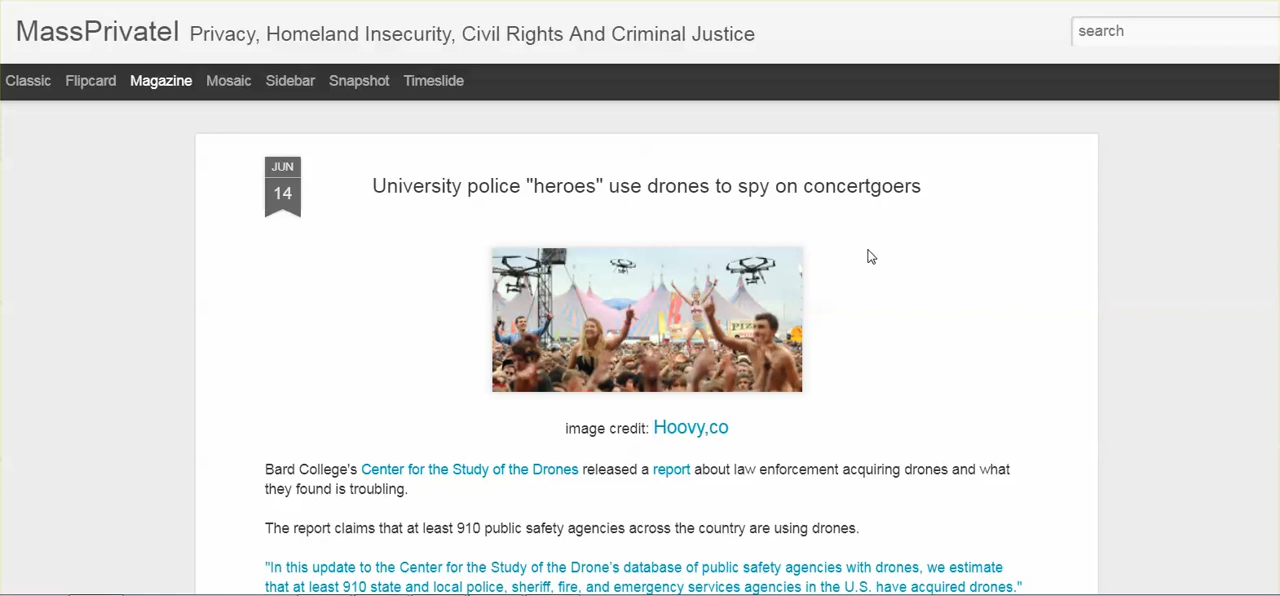 MassPrivateI Privacy, Homeland Insecurity, Civil Rights And Criminal Justice
search
Classic Flipcard Magazine Mosaic Sidebar Snapshot Timeslide
JUN
14
University police "heroes" use drones to spy on concertgoers
PIZ
image credit: Hoovy,co
Bard College's Center for the Study of the Drones released a report about law enforcement acquiring drones and what
they found is troubling.
The report claims that at least 910 public safety agencies across the country are using drones.
"In this update to the Center for the Study of the Drone's database of public safety agencies with drones, we estimate
that at least 910 state and local police, sheriff, fire, and emergency services agencies in the U.S. have acquired drones."